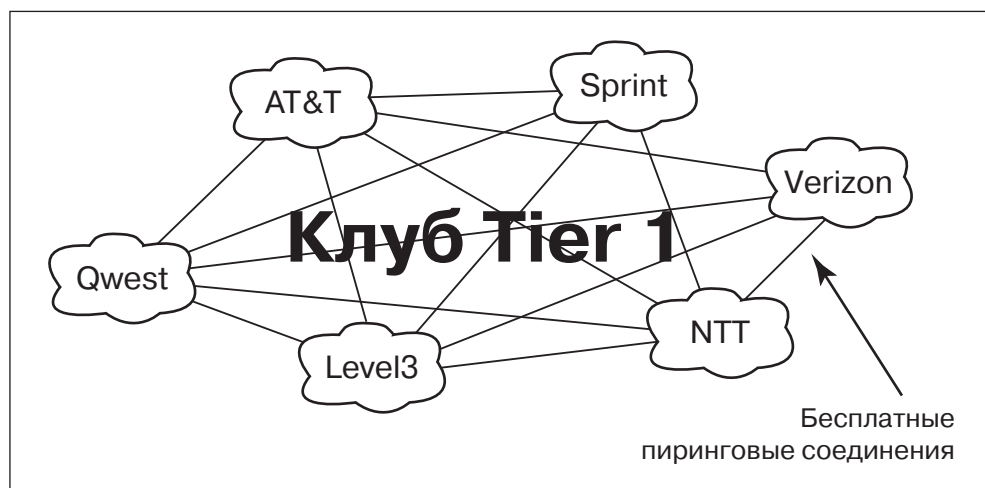 Sprint
AT&T
Verizon
Клуб Tier 1
Qwest
NTT
Level3
Бесплатные
пиринговые соединения